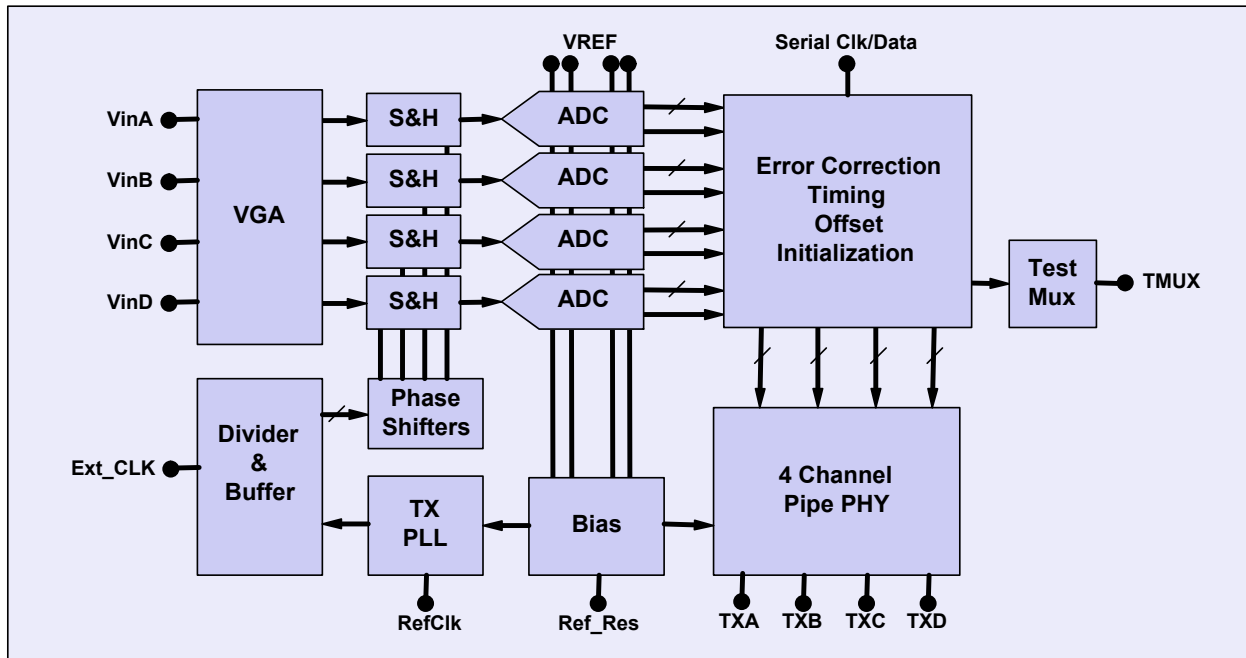 VREF
Serial Clk/Data
VinA
VinB
VinC
VinD
VGA
S&H
S&H
S&H
S&H
ADC
ADC
ADC
ADC
Error Correction
Timing
Offset
Initialization
Test
Mux
TMUX
Ext_CLK
Divider
&
Buffer
Phase
Shifters
TX
PLL
Bias
4 Channel
Pipe PHY
RefClk
Ref_Res
TXA
TXB
TXC
TXD